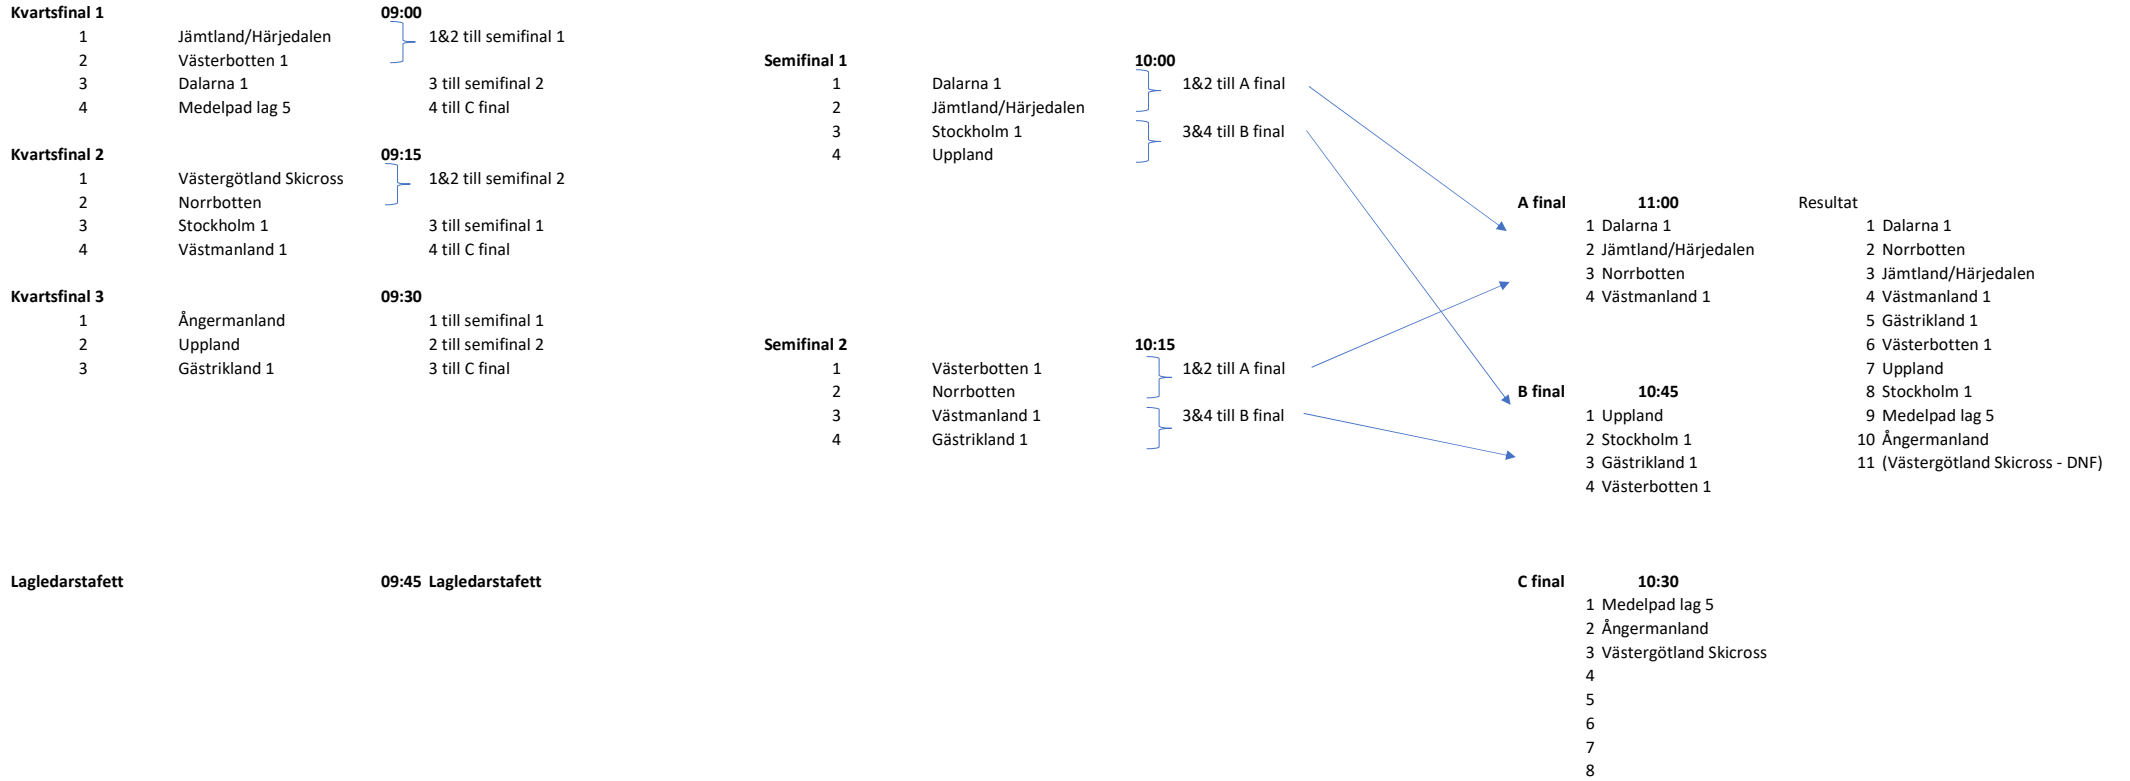 Kvartsfinal 1 09:00
1 Jämtland/Härjedalen 1&2 till semifinal 1
2 Västerbotten 1
3 Dalarna 1 3 till semifinal 2
4 Medelpad lag 5 4 till C final
Kvartsfinal 2 09:15
1 Västergötland Skicross 1&2 till semifinal 2
2 Norrbotten
3 Stockholm 1 3 till semifinal 1
4 Västmanland 1 4 till C final
Kvartsfinal 3 09:30
1 Ångermanland 1 till semifinal 1
2 Uppland 2 till semifinal 2
3 Gästrikland 1 3 till C final
Lagledarstafett 09:45 Lagledarstafett
Semifinal 1 10:00
1 Dalarna 1 1&2 till A final
2 Jämtland/Härjedalen
3 Stockholm 1 3&4 till B final
4 Uppland
Semifinal 2 10:15
1 Västerbotten 1 1&2 till A final
2 Norrbotten
3 Västmanland 1 3&4 till B final
4 Gästrikland 1
A final 11:00
1 Dalarna 1
2 Jämtland/Härjedalen
3 Norrbotten
4 Västmanland 1
B final 10:45
1 Uppland
2 Stockholm 1
3 Gästrikland 1
4 Västerbotten 1
C final 10:30
1 Medelpad lag 5
2 Ångermanland
3 Västergötland Skicross
4
5
6
7
8
Resultat
1 Dalarna 1
2 Norrbotten
3 Jämtland/Härjedalen
4 Västmanland 1
5 Gästrikland 1
6 Västerbotten 1
7 Uppland
8 Stockholm 1
9 Medelpad lag 5
10 Ångermanland
11 (Västergötland Skicross - DNF)